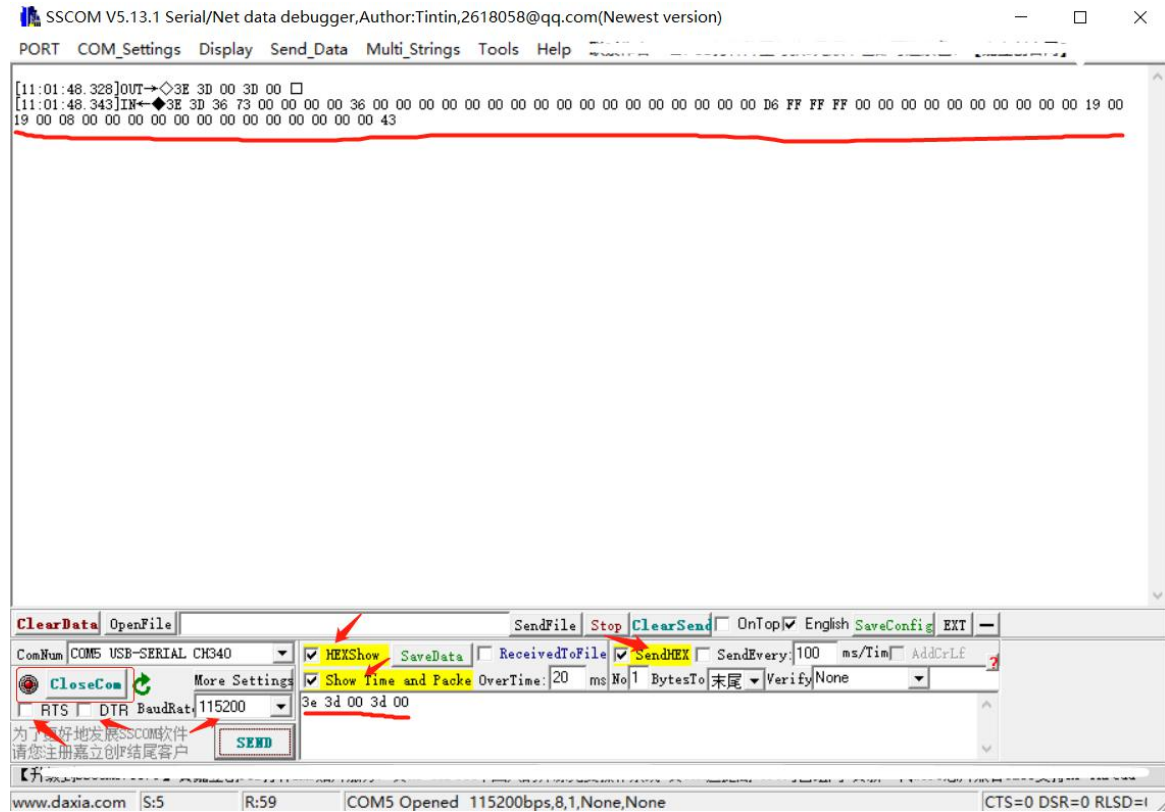 SSCOM V5.13.1 Serial/Net data debugger,Author:Tintin,2618058@qq.com(Newest version)
PORT COM_Settings Display Send_Data Multi_Strings Tools Help
[11:01:48.328]OUT→◇3E 3D 00 3D 00 □
[11:01:48.343]IN←◆3E 3D 36 73 00 00 00 00 36 00 00 00 00 00 00 00 00 00 00 00 00 00 00 00 00 00 D6 FF FF FF 00 00 00 00 00 00 00 00 00 00 19 00
19 00 08 00 00 00 00 00 00 00 00 00 00 00 00 43
ClearData OpenFile SendFile Stop ClearSend OnTop English SaveConfig EXT —
ComNum COM5 USB-SERIAL CH340 HEXShow SaveData ReceivedToFile SendHEX SendEvery: 100 ms/Tim AddCrLf
CloseCom More Settings Show Time and Packe OverTime: 20 ms No 1 BytesTo 末尾 Verify None
RTS DTR BaudRat 115200 3e 3d 00 3d 00
为了更好地发展SSCOM软件
请您注册嘉立创F结尾客户 SEND
www.daxia.com S:5 R:59 COM5 Opened 115200bps,8,1,None,None CTS=0 DSR=0 RLSD=